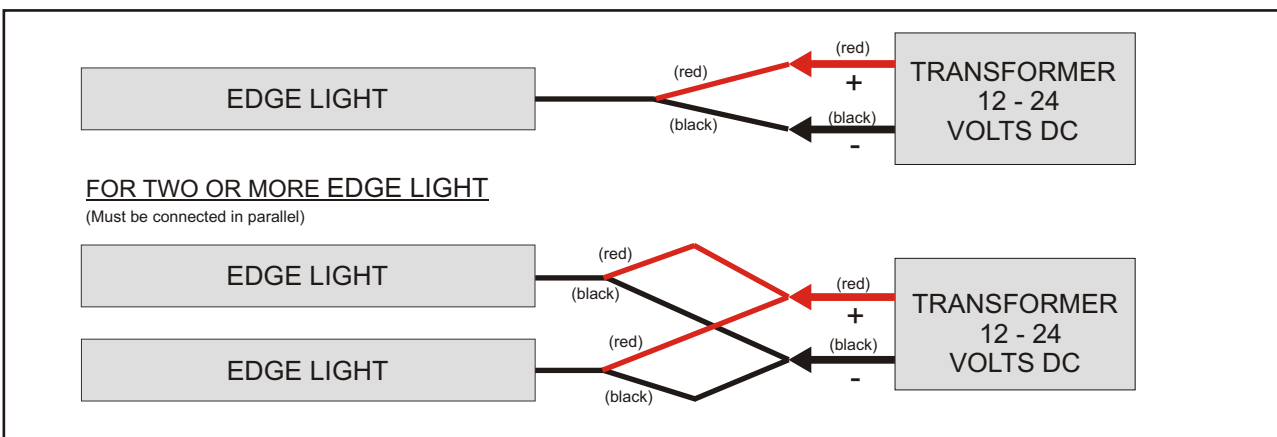 (red)
(red)
+
TRANSFORMER
12 - 24
VOLTS DC
EDGE LIGHT
(black)
(black)
-
FOR TWO OR MORE EDGE LIGHT
(Must be connected in parallel)
EDGE LIGHT
(red)
(black)
(red)
+
TRANSFORMER
12 - 24
VOLTS DC
(red)
(black)
-
EDGE LIGHT
(black)